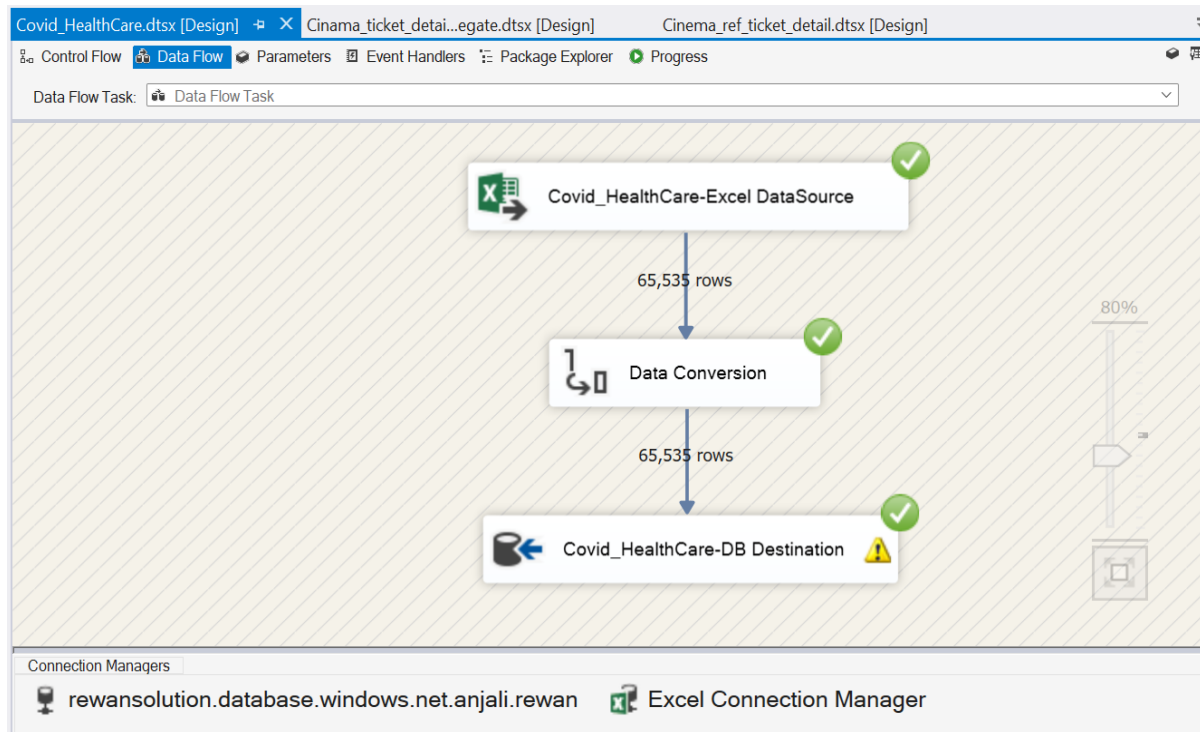 Covid_HealthCare.dtsx [Design] Cinama_ticket_detai...egate.dtsx [Design] Cinema_ref_ticket_detail.dtsx [Design]
Control Flow Data Flow Parameters Event Handlers Package Explorer Progress
Data Flow Task: Data Flow Task
Covid_HealthCare-Excel DataSource
65,535 rows
80%
Data Conversion
65,535 rows
Covid_HealthCare-DB Destination
Connection Managers
rewansolution.database.windows.net.anjali.rewan Excel Connection Manager